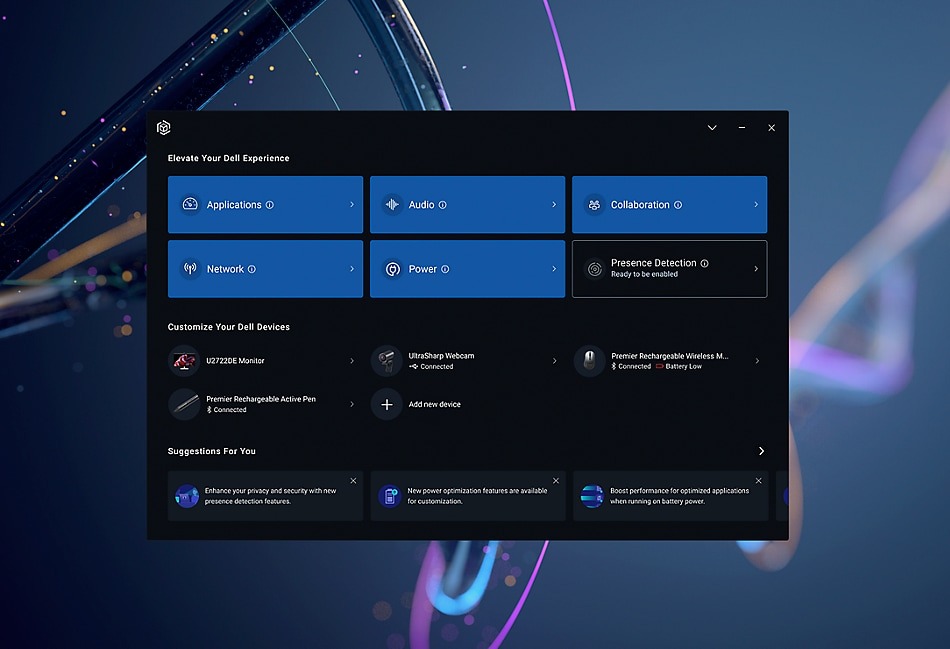 Elevate Your Dell Experience
Applications
Audio
Collaboration
Network
Power
Presence Detection
Ready to be enabled
Customize Your Dell Devices
U2722DE Monitor
UltraSharp Webcam
Connected
Premier Rechargeable Wireless M...
Connected Battery Low
Premier Rechargeable Active Pen
Connected
Add new device
Suggestions For You
Enhance your privacy and security with new
presence detection features.
New power optimization features are available
for customization.
Boost performance for optimized applications
when running on battery power.